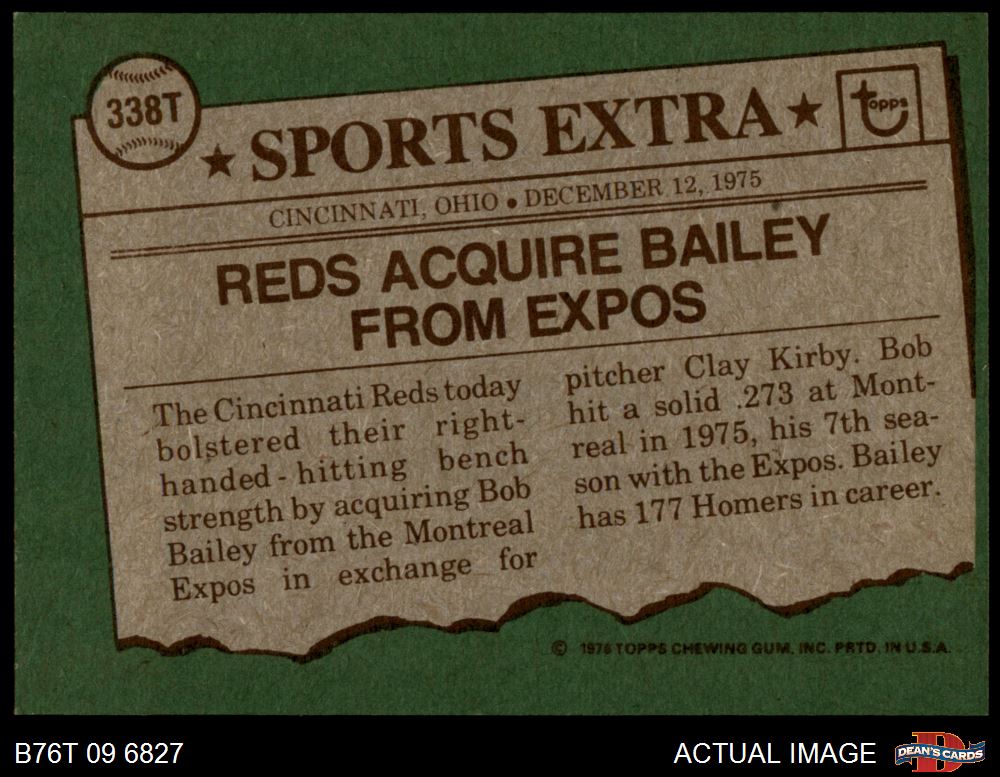 338T
★ SPORTS EXTRA ★
topps
CINCINNATI, OHIO • DECEMBER 12, 1975
REDS ACQUIRE BAILEY
FROM EXPOS
The Cincinnati Reds today
bolstered their right-
handed-hitting bench
strength by acquiring Bob
Bailey from the Montreal
Expos in exchange for
pitcher Clay Kirby. Bob
hit a solid .273 at Mont-
real in 1975, his 7th sea-
son with the Expos. Bailey
has 177 Homers in career.
© 1976 TOPPS CHEWING GUM, INC. PRTD. IN U.S.A.
B76T 09 6827
ACTUAL IMAGE
D
DEAN'S CARDS